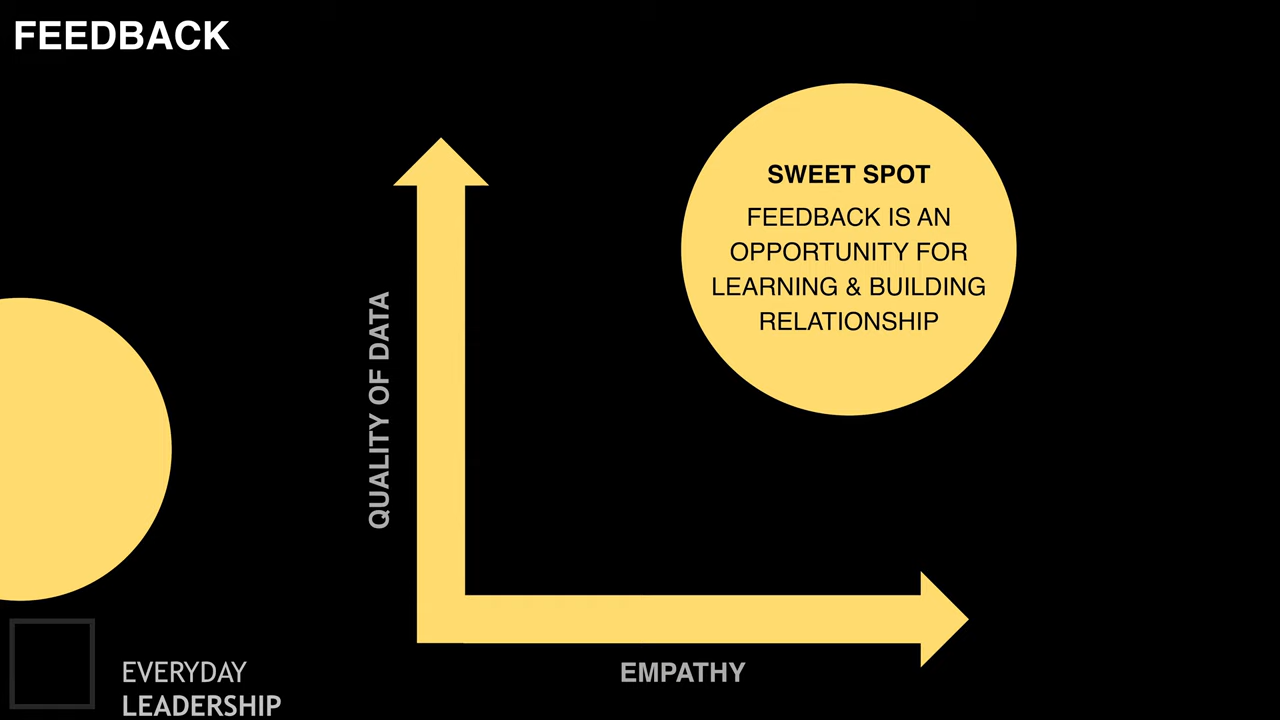 FEEDBACK
SWEET SPOT
FEEDBACK IS AN
OPPORTUNITY FOR
LEARNING & BUILDING
RELATIONSHIP
QUALITY OF DATA
EMPATHY
EVERYDAY
LEADERSHIP